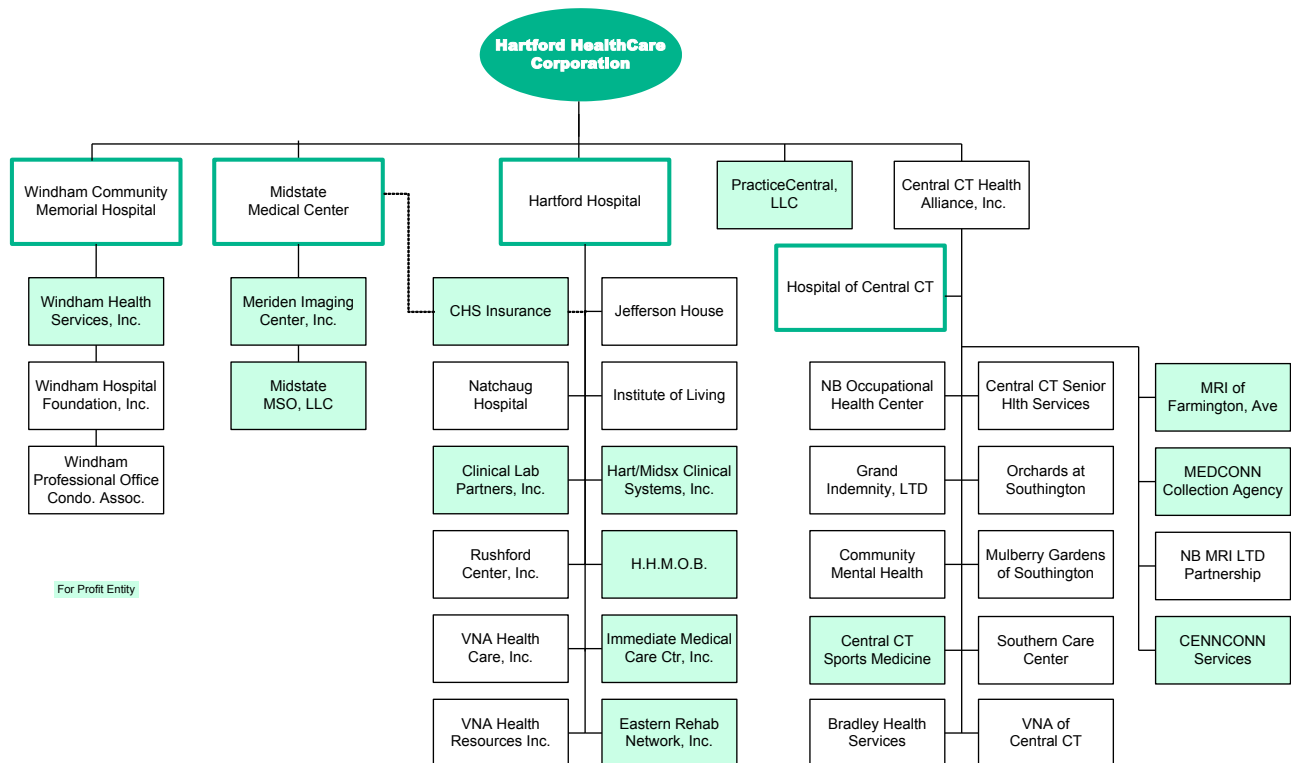 Hartford HealthCare
Corporation
Windham Community
Memorial Hospital
Midstate
Medical Center
Hartford Hospital
PracticeCentral,
LLC
Central CT Health
Alliance, Inc.
Hospital of Central CT
Windham Health
Services, Inc.
Meriden Imaging
Center, Inc.
CHS Insurance
Jefferson House
Windham Hospital
Foundation, Inc.
Midstate
MSO, LLC
Natchaug
Hospital
Institute of Living
NB Occupational
Health Center
Central CT Senior
Hlth Services
MRI of
Farmington, Ave
Windham
Professional Office
Condo. Assoc.
Clinical Lab
Partners, Inc.
Hart/Midsx Clinical
Systems, Inc.
Grand
Indemnity, LTD
Orchards at
Southington
MEDCONN
Collection Agency
Rushford
Center, Inc.
H.H.M.O.B.
Community
Mental Health
Mulberry Gardens
of Southington
NB MRI LTD
Partnership
For Profit Entity
VNA Health
Care, Inc.
Immediate Medical
Care Ctr, Inc.
Central CT
Sports Medicine
Southern Care
Center
CENNCONN
Services
VNA Health
Resources Inc.
Eastern Rehab
Network, Inc.
Bradley Health
Services
VNA of
Central CT